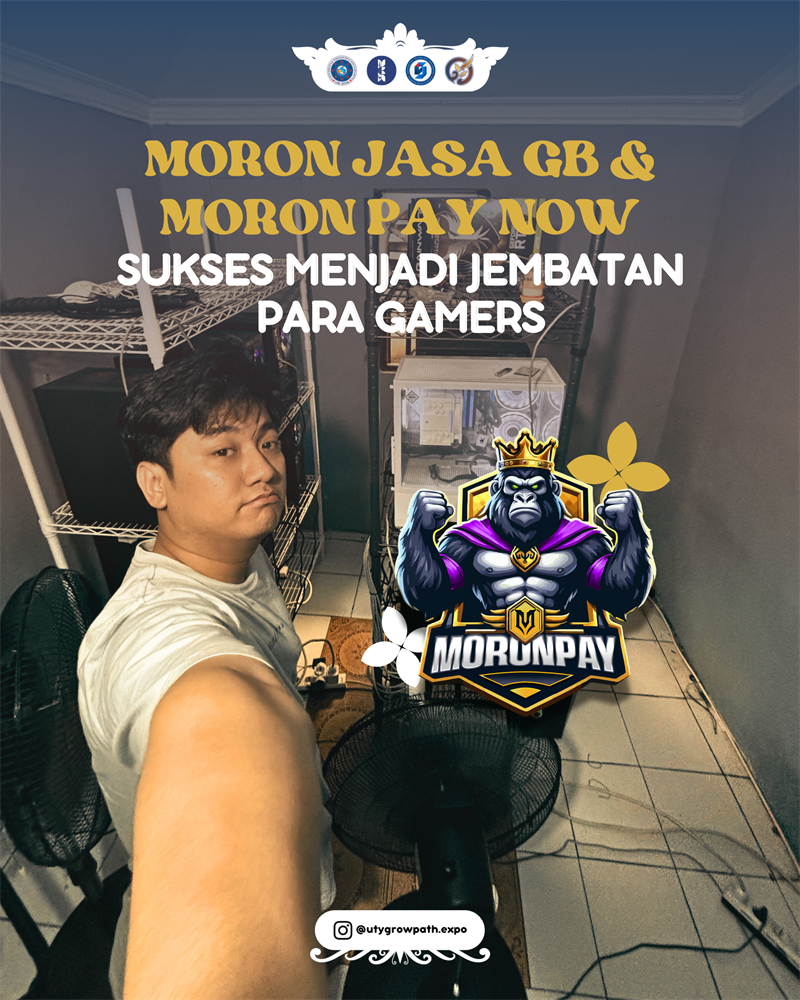 MORON JASA GB &
MORON PAY NOW
SUKSES MENJADI JEMBATAN
PARA GAMERS
M
MORONPAY
@utygrowpath.expo